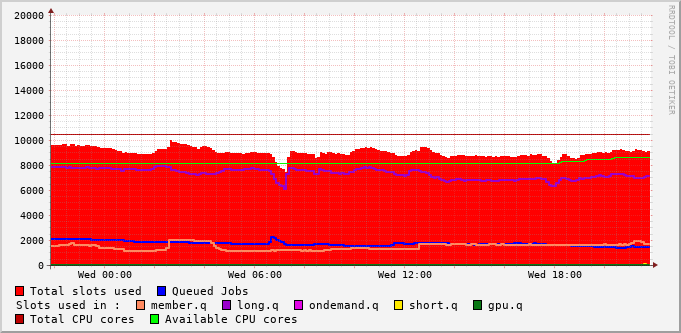 20000
18000
16000
14000
12000
10000
8000
6000
4000
2000
0
Wed 00:00 Wed 06:00 Wed 12:00 Wed 18:00
RRDTOOL / TOBI OETIKER
Total slots used Queued Jobs
Slots used in : member.q long.q ondemand.q short.q gpu.q
Total CPU cores Available CPU cores